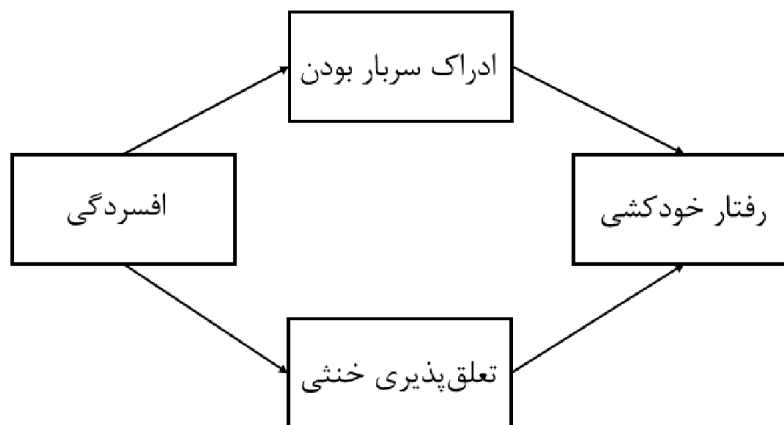 ادراک سربار بودن
افسردگی
رفتار خودکشی
تعلق‌پذیری خنثی